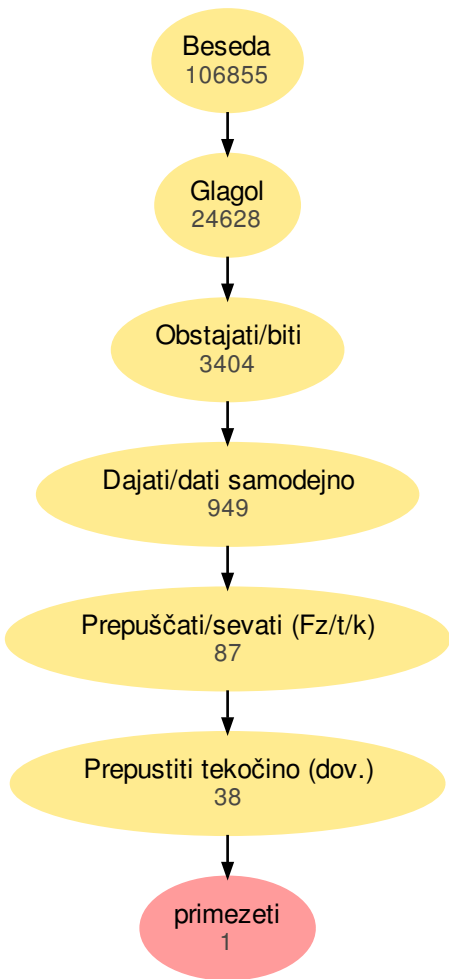 Beseda
106855
Glagol
24628
Obstajati/biti
3404
Dajati/dati samodejno
949
Prepuščati/sevati (Fz/t/k)
87
Prepustiti tekočino (dov.)
38
primezeti
1